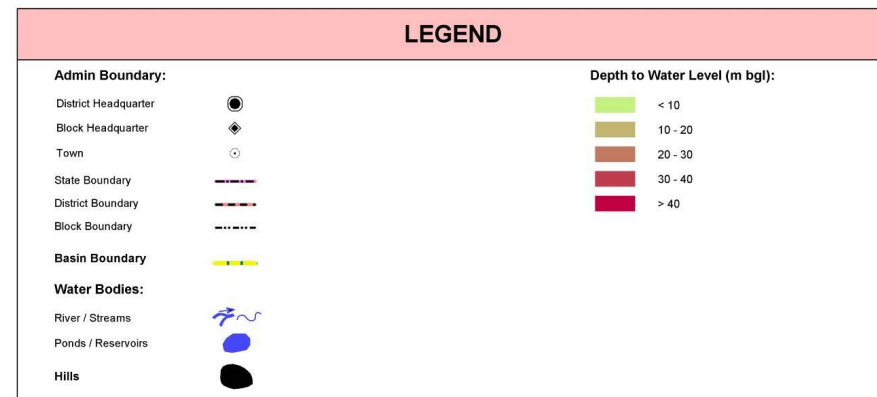 LEGEND
Admin Boundary:
District Headquarter
Block Headquarter
Town
State Boundary
District Boundary
Block Boundary
Basin Boundary
Water Bodies:
River / Streams
Ponds / Reservoirs
Hills
Depth to Water Level (m bgl):
< 10
10 - 20
20 - 30
30 - 40
> 40